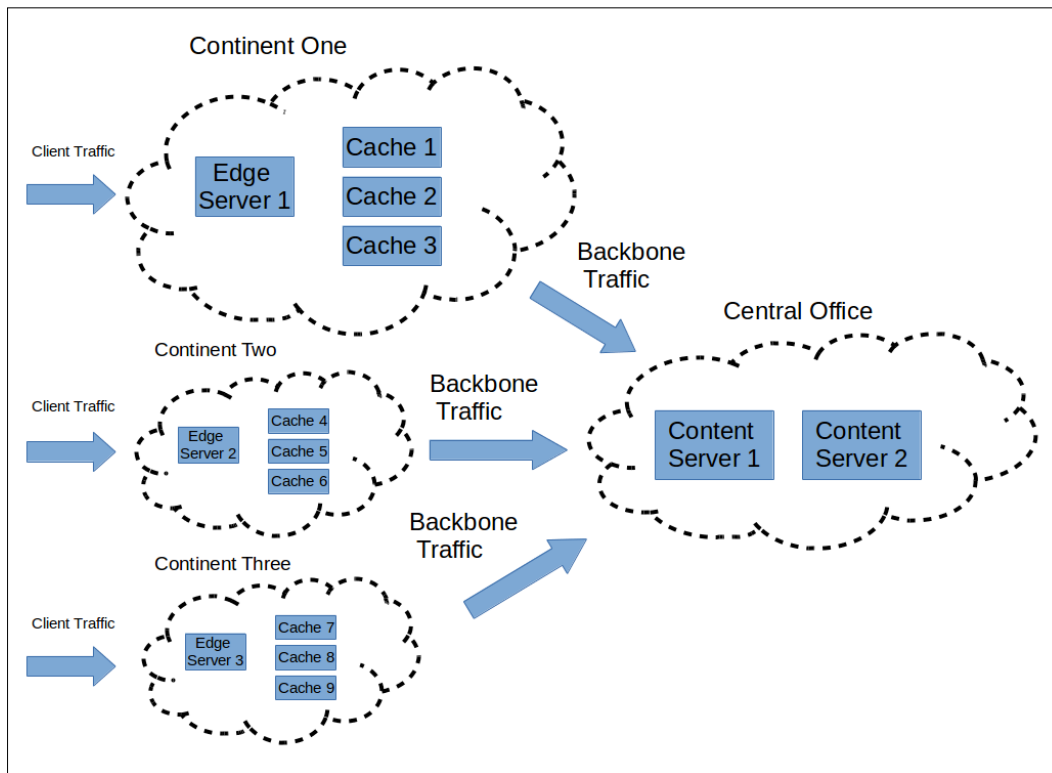 Continent One
Client Traffic
Edge
Server 1
Cache 1
Cache 2
Cache 3
Backbone
Traffic
Central Office
Continent Two
Client Traffic
Edge
Server 2
Cache 4
Cache 5
Cache 6
Backbone
Traffic
Content
Server 1
Content
Server 2
Backbone
Traffic
Continent Three
Client Traffic
Edge
Server 3
Cache 7
Cache 8
Cache 9